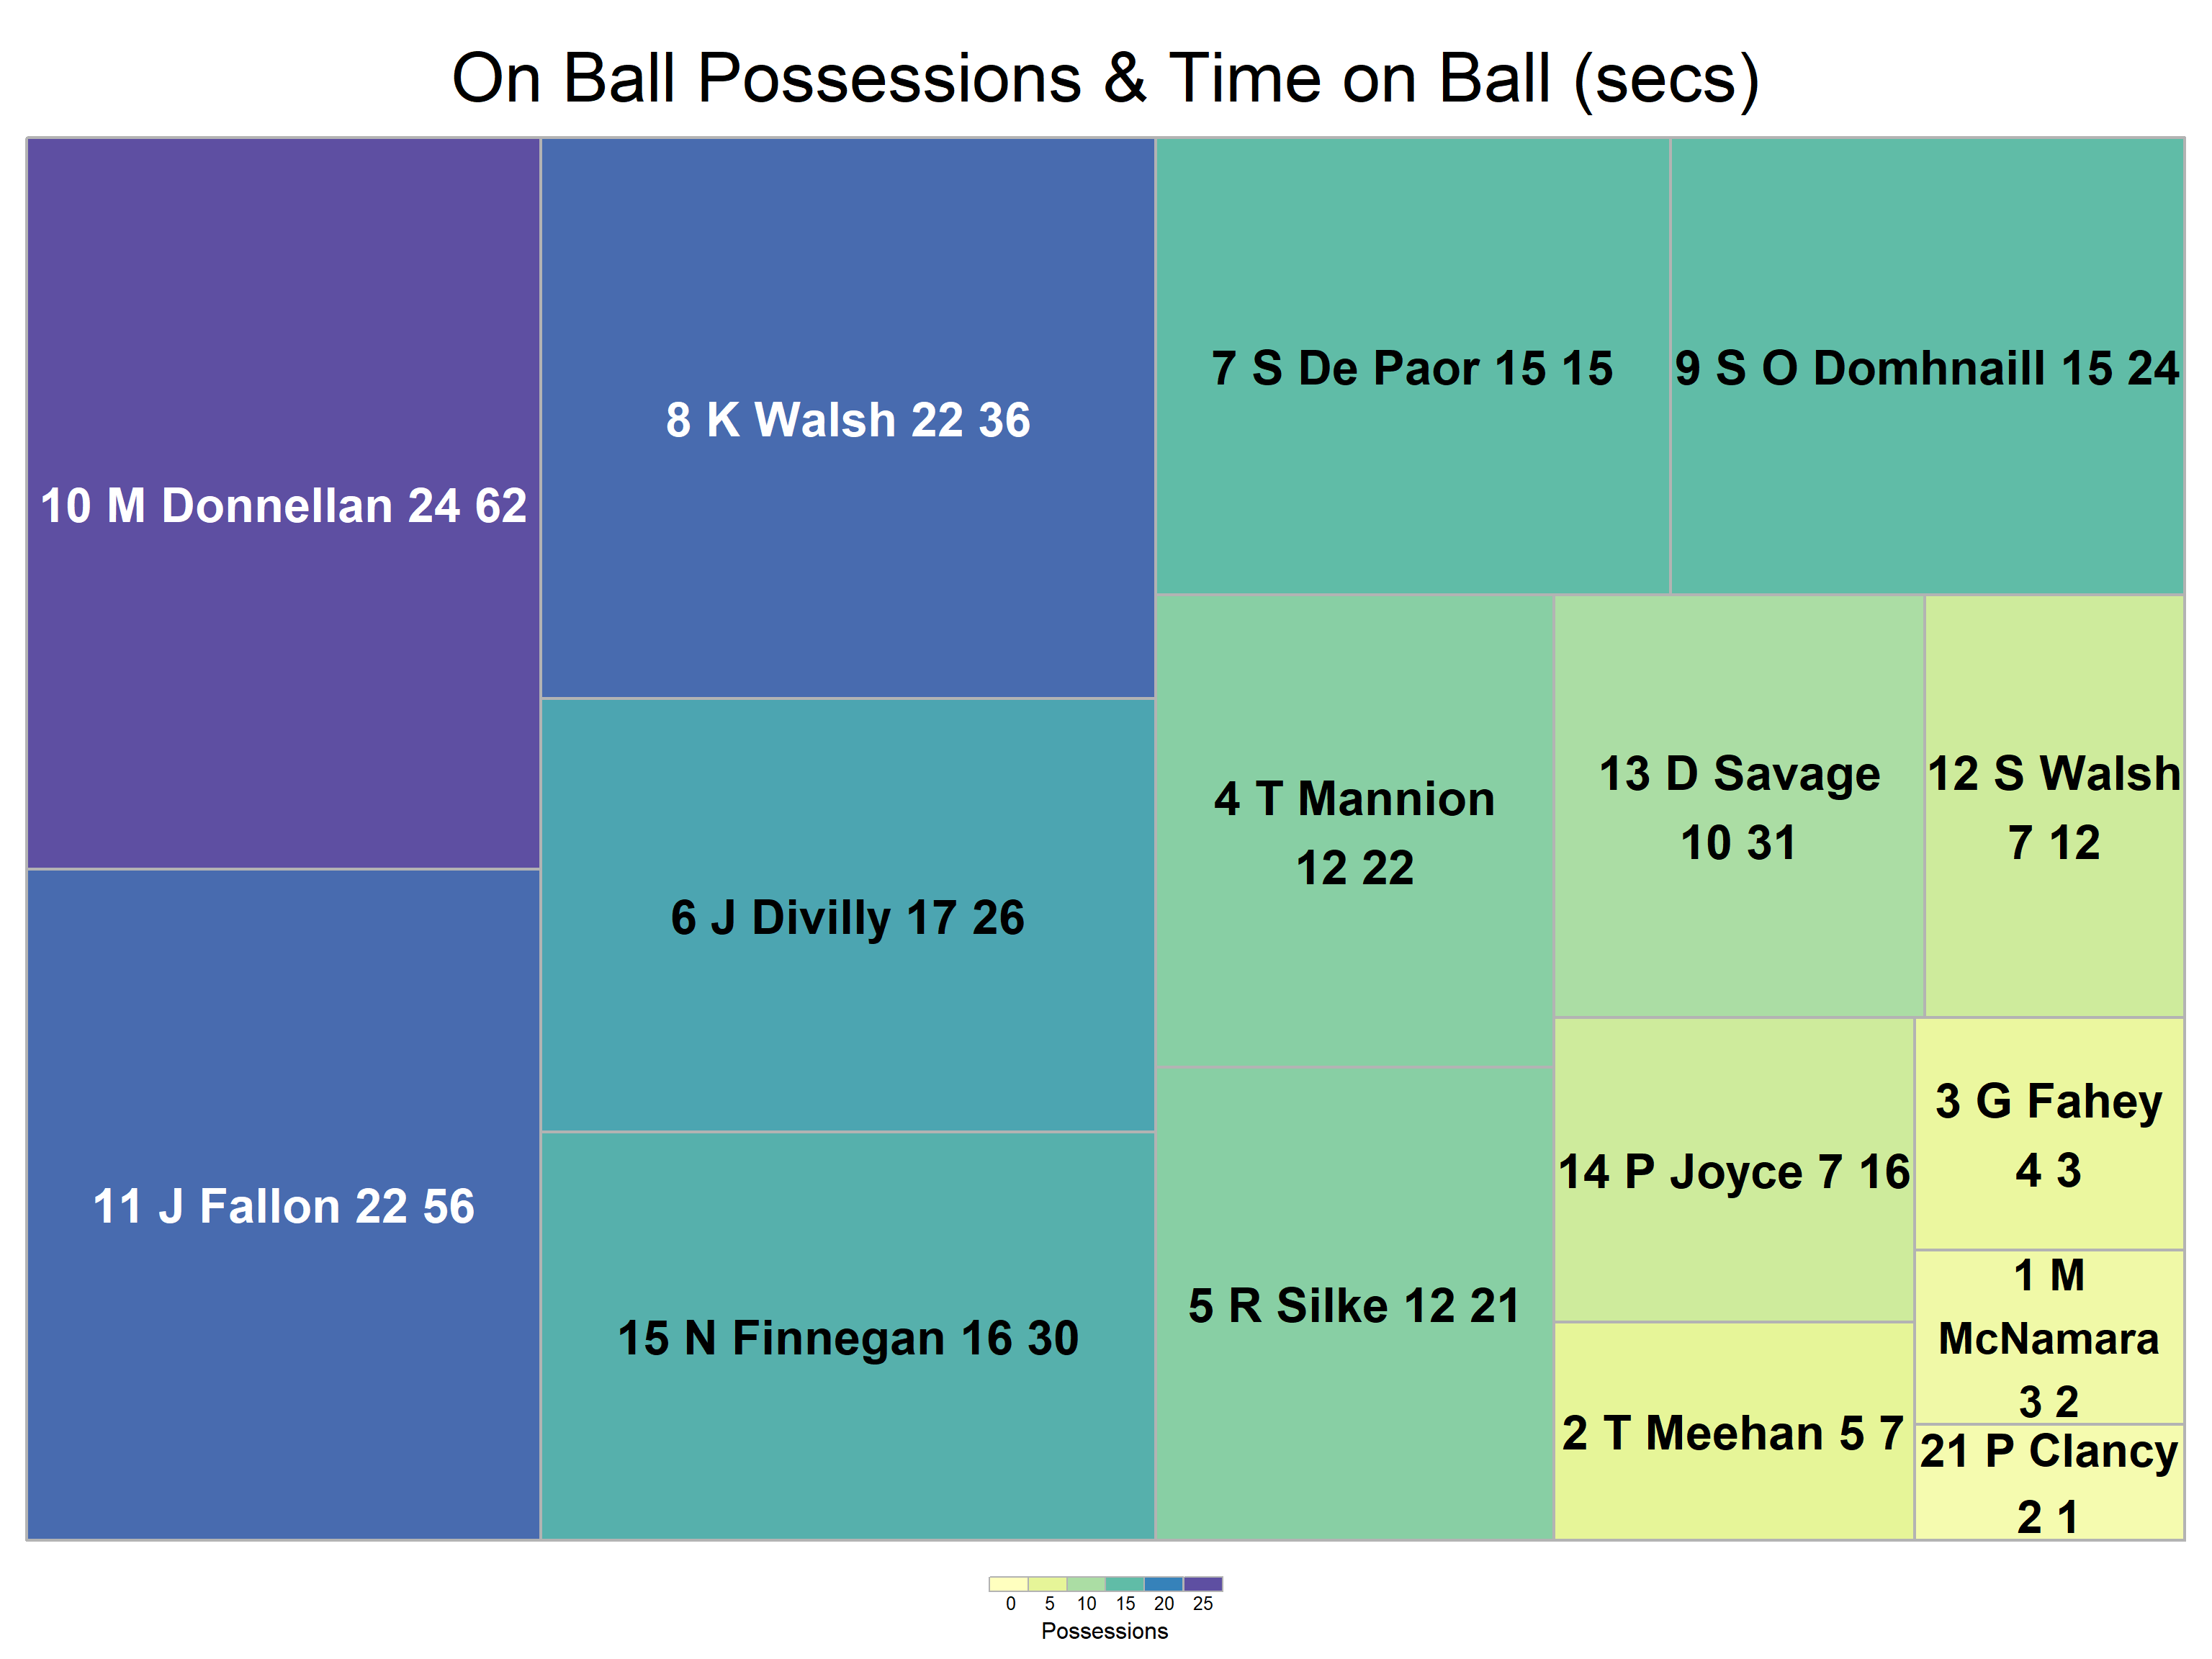 On Ball Possessions & Time on Ball (secs)
10 M Donnellan 24 62
11 J Fallon 22 56
8 K Walsh 22 36
6 J Divilly 17 26
15 N Finnegan 16 30
7 S De Paor 15 15
9 S O Domhnaill 15 24
4 T Mannion
12 22
5 R Silke 12 21
13 D Savage
10 31
12 S Walsh
7 12
14 P Joyce 7 16
2 T Meehan 5 7
3 G Fahey
4 3
1 M
McNamara
3 2
21 P Clancy
2 1
0 5 10 15 20 25
Possessions